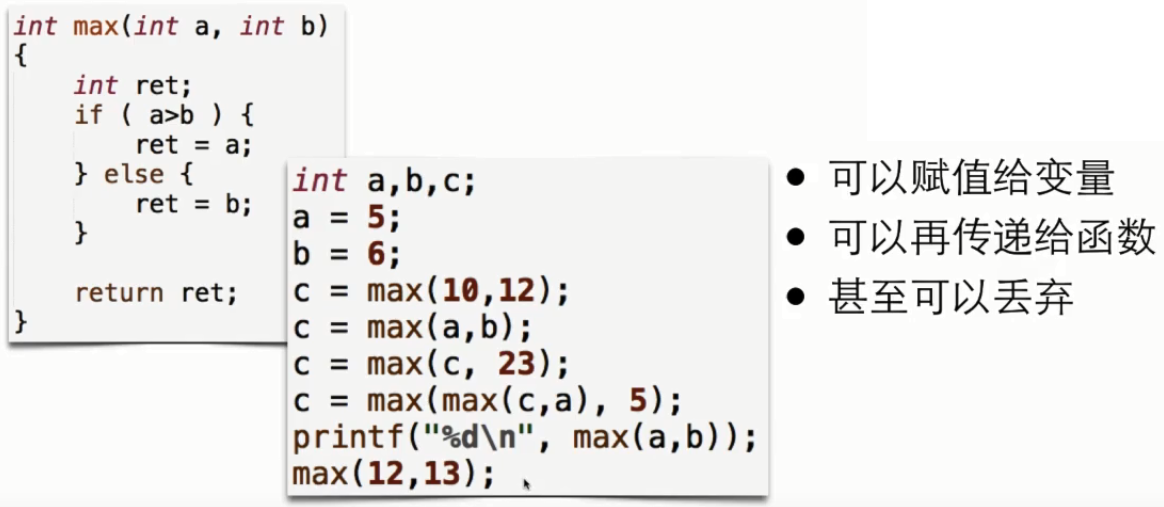 int max(int a, int b)
{
    int ret;
    if ( a>b ) {
        ret = a;
    } else {
        ret = b;
    }

    return ret;
}
int a,b,c;
a = 5;
b = 6;
c = max(10,12);
c = max(a,b);
c = max(c, 23);
c = max(max(c,a), 5);
printf("%d\n", max(a,b));
max(12,13);
● 可以赋值给变量
● 可以再传递给函数
● 甚至可以丢弃